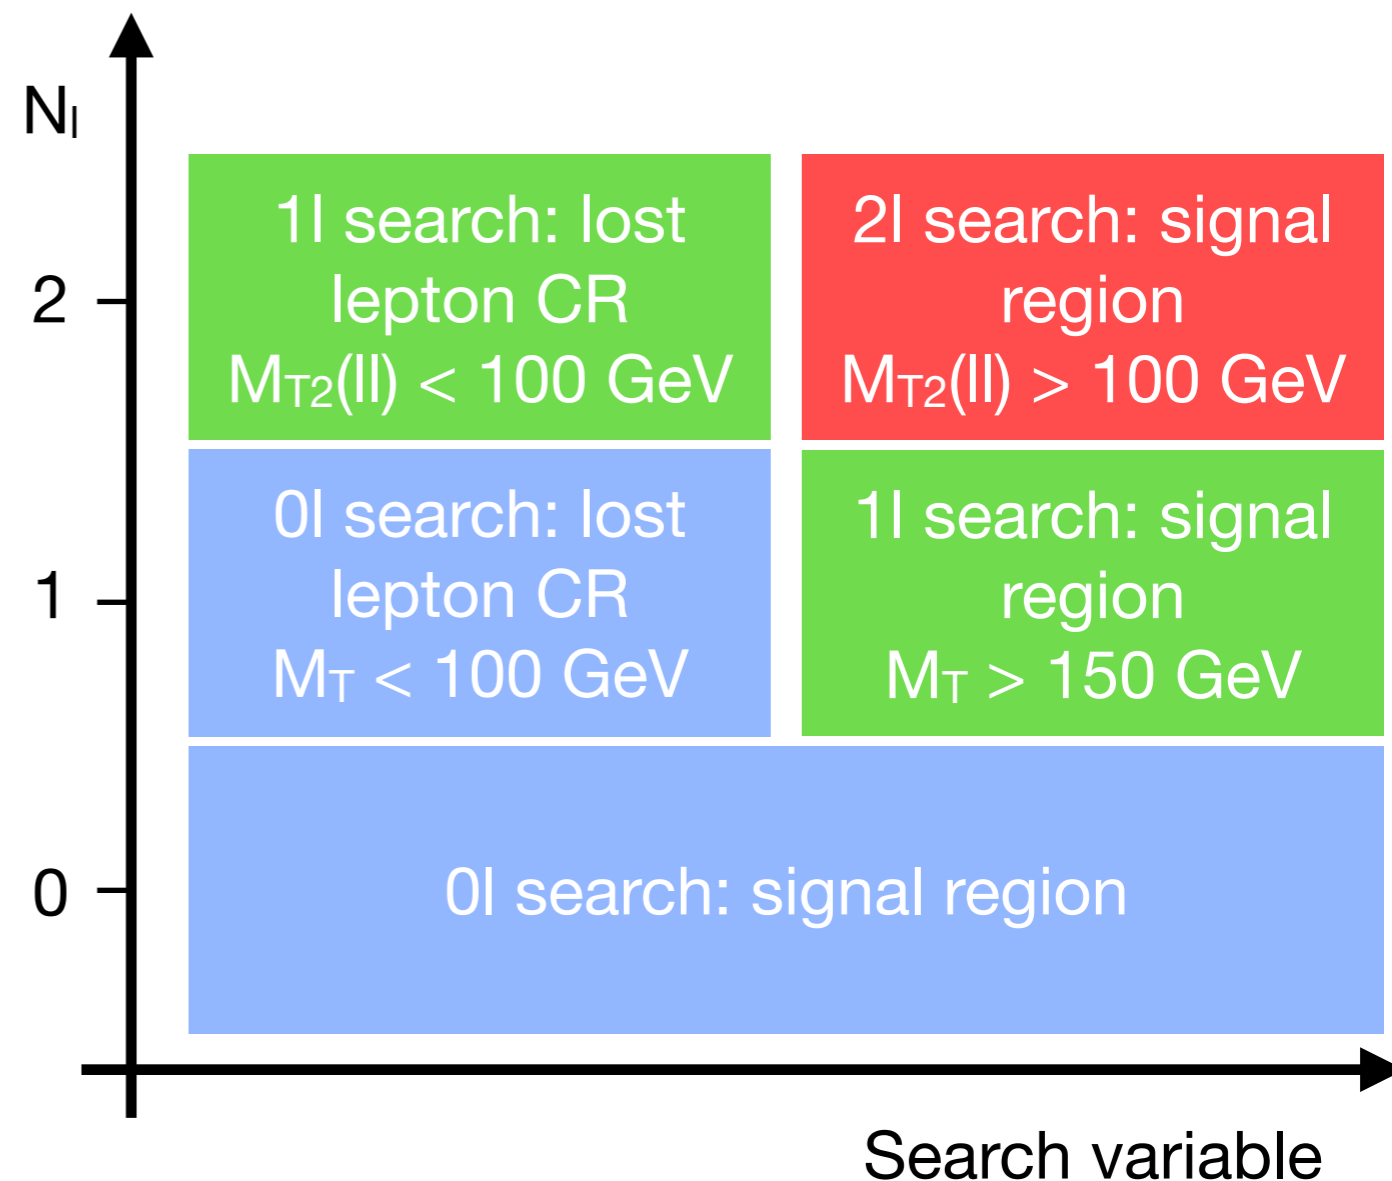 Nl
1l search: lost
lepton CR
MT2(ll) < 100 GeV
2l search: signal
region
MT2(ll) > 100 GeV
2
0l search: lost
lepton CR
MT < 100 GeV
1l search: signal
region
MT > 150 GeV
1
0l search: signal region
0
Search variable